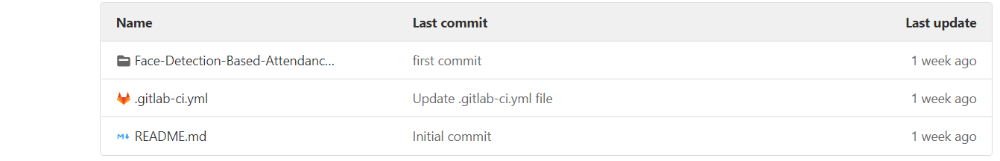 Name Last commit Last update
Face-Detection-Based-Attendanc... first commit 1 week ago
.gitlab-ci.yml Update .gitlab-ci.yml file 1 week ago
M README.md Initial commit 1 week ago